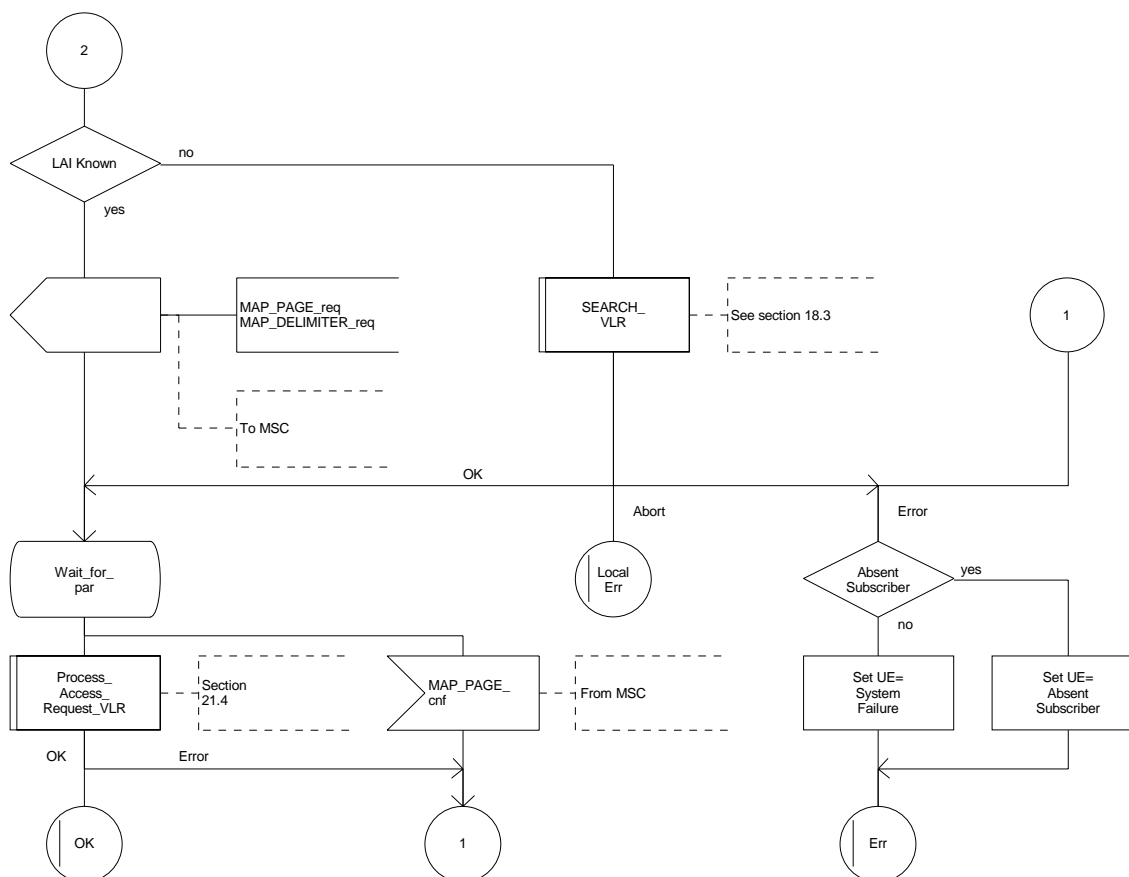 2
LAI Known
no
yes
MAP_PAGE_req
MAP_DELIMITER_req
SEARCH_
VLR
See section 18.3
1
To MSC
OK
Abort
Error
Wait_for_
par
Local
Err
Absent
Subscriber
yes
no
Process_
Access_
Request_VLR
Section
21.4
MAP_PAGE_
cnf
From MSC
Set UE=
System
Failure
Set UE=
Absent
Subscriber
OK
Error
OK
1
Err